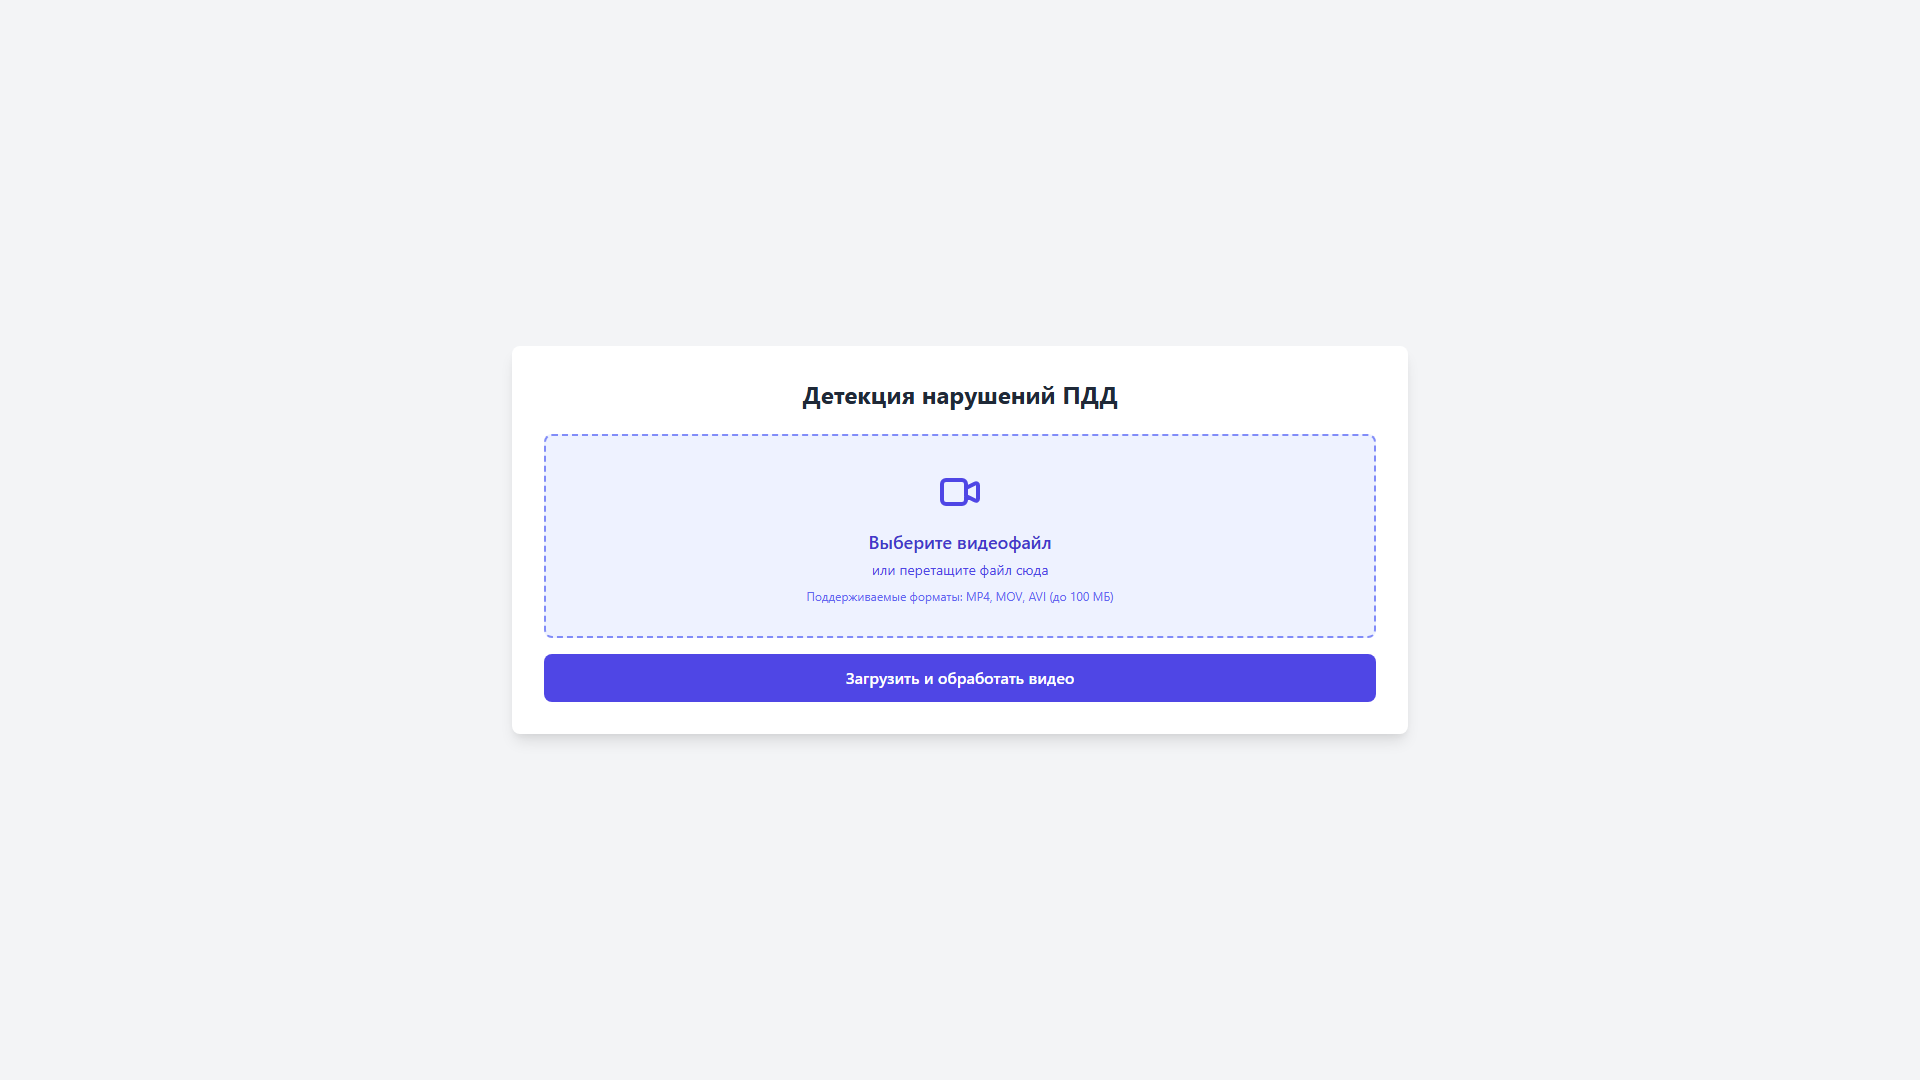 Детекция нарушений ПДД
Выберите видеофайл
или перетащите файл сюда
Поддерживаемые форматы: MP4, MOV, AVI (до 100 МБ)
Загрузить и обработать видео